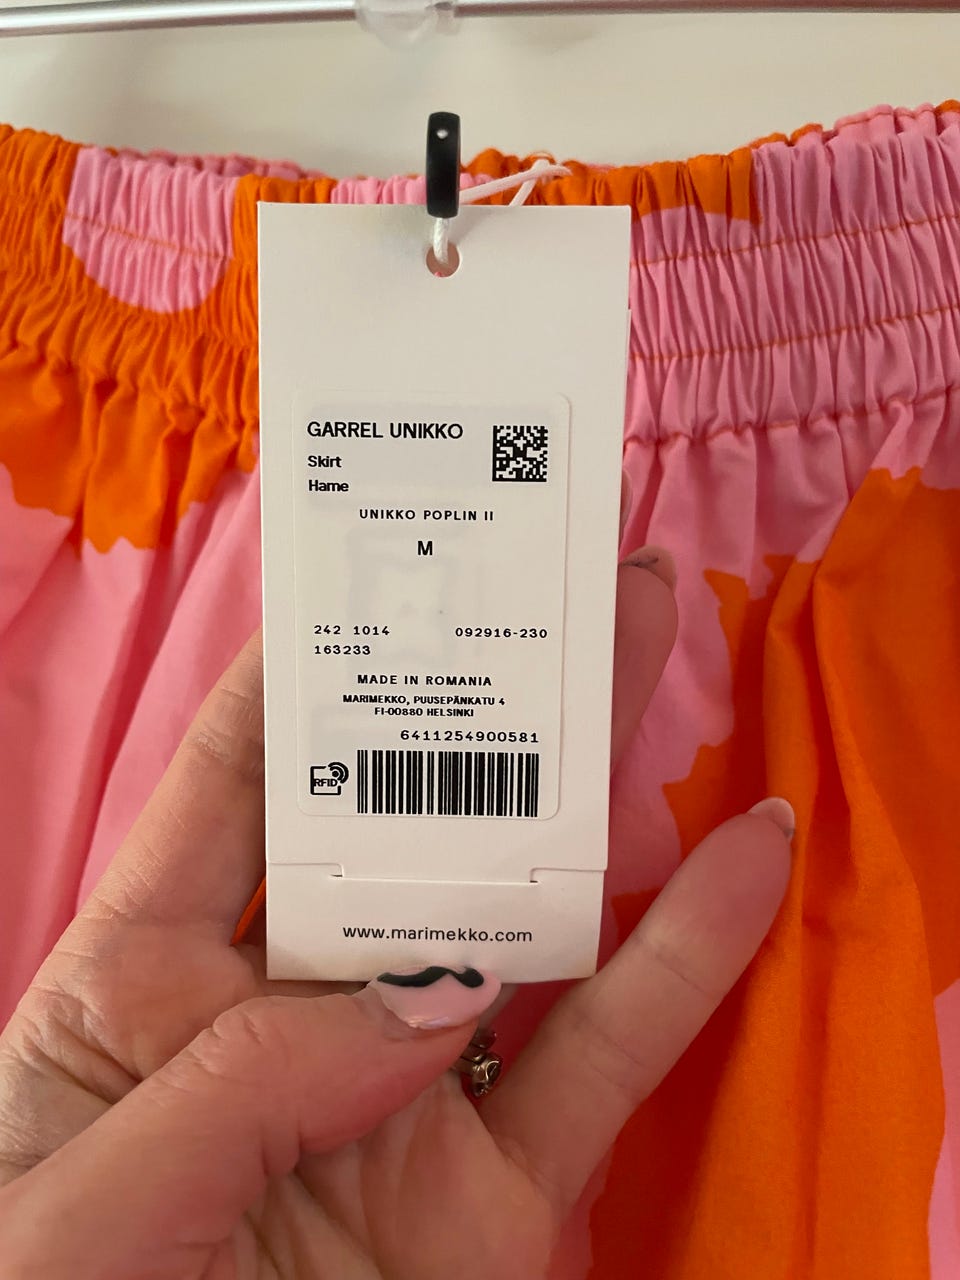 GARREL UNIKKO
Skirt
Hame
UNIKKO POPLIN II
M
242 1014 092916-230
163233
MADE IN ROMANIA
MARIMEKKO, PUUSEPÄNKATU 4
FI-00880 HELSINKI
6411254900581
RFID
www.marimekko.com